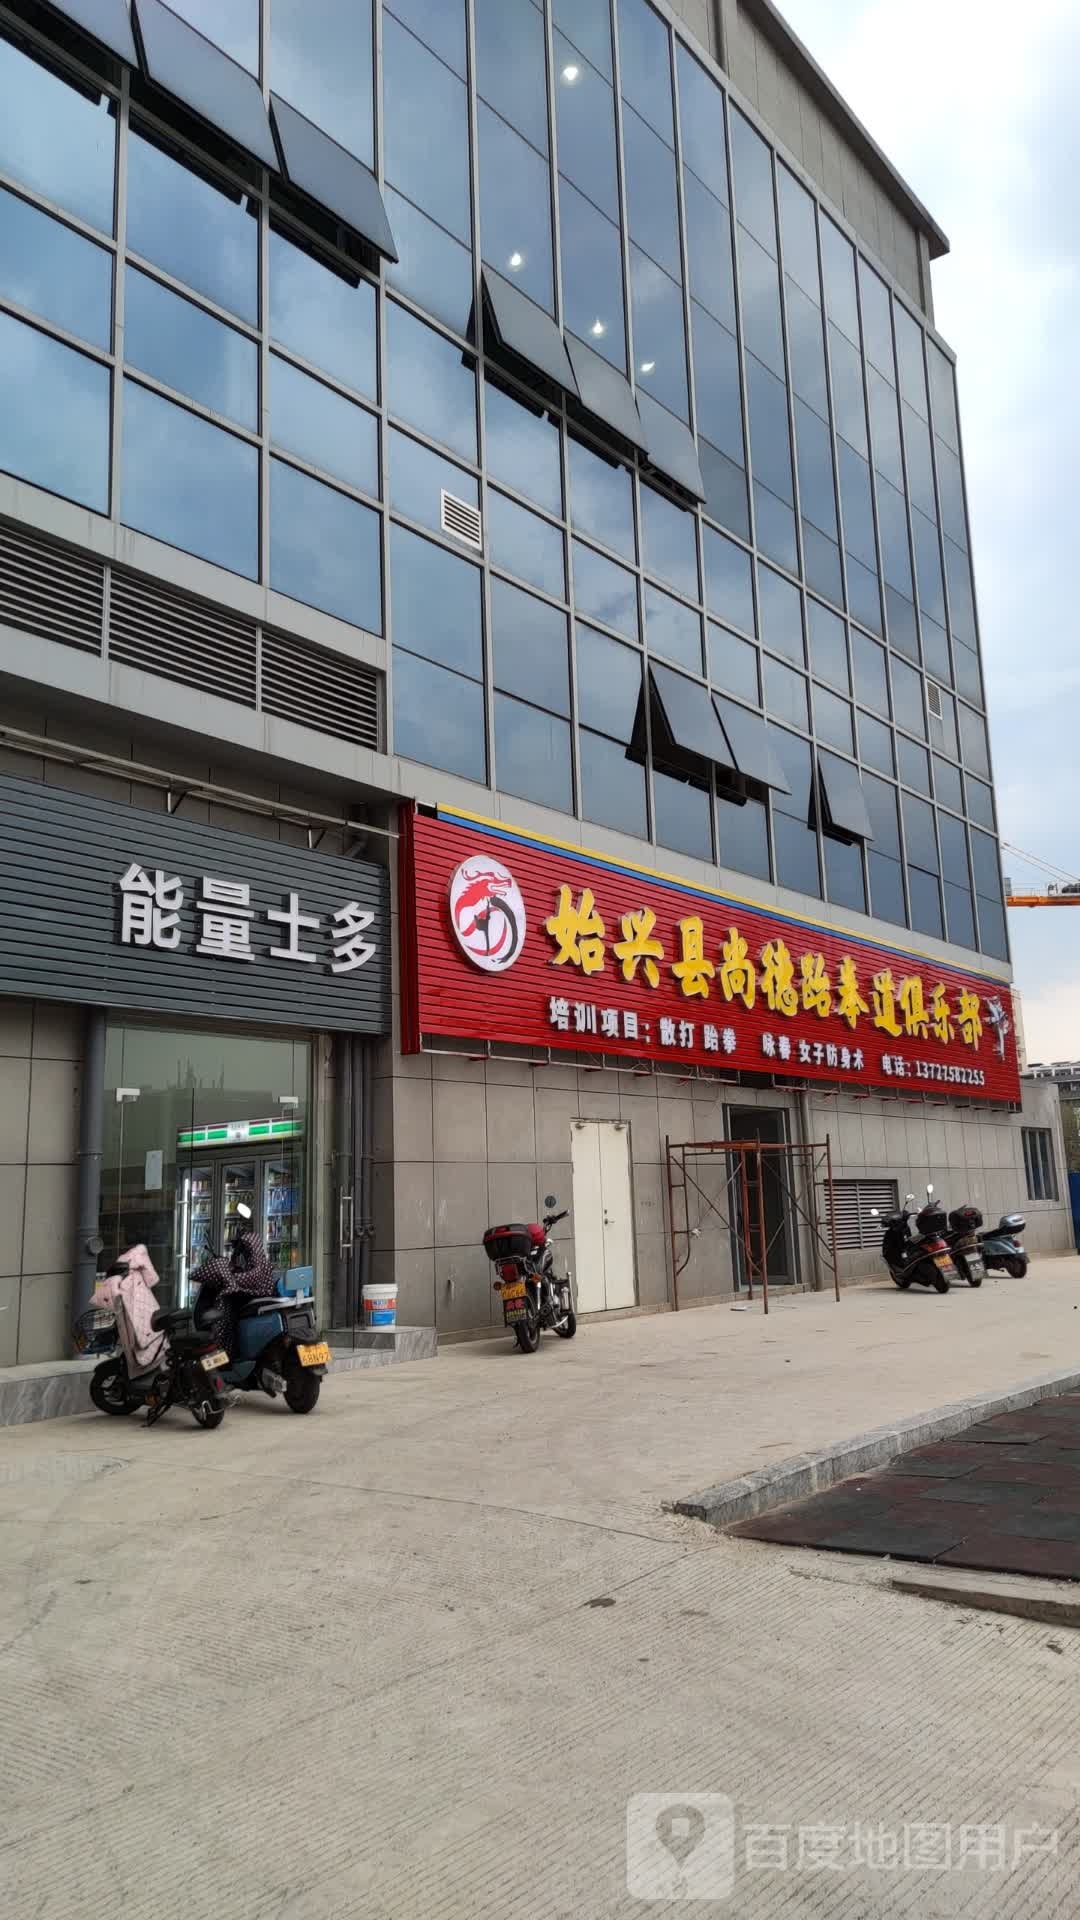 能量士多
始兴县尚德跆拳道俱乐部
培训项目：散打 跆拳 咏春 女子防身术 电话：13727582255
68N92
百度地图用户